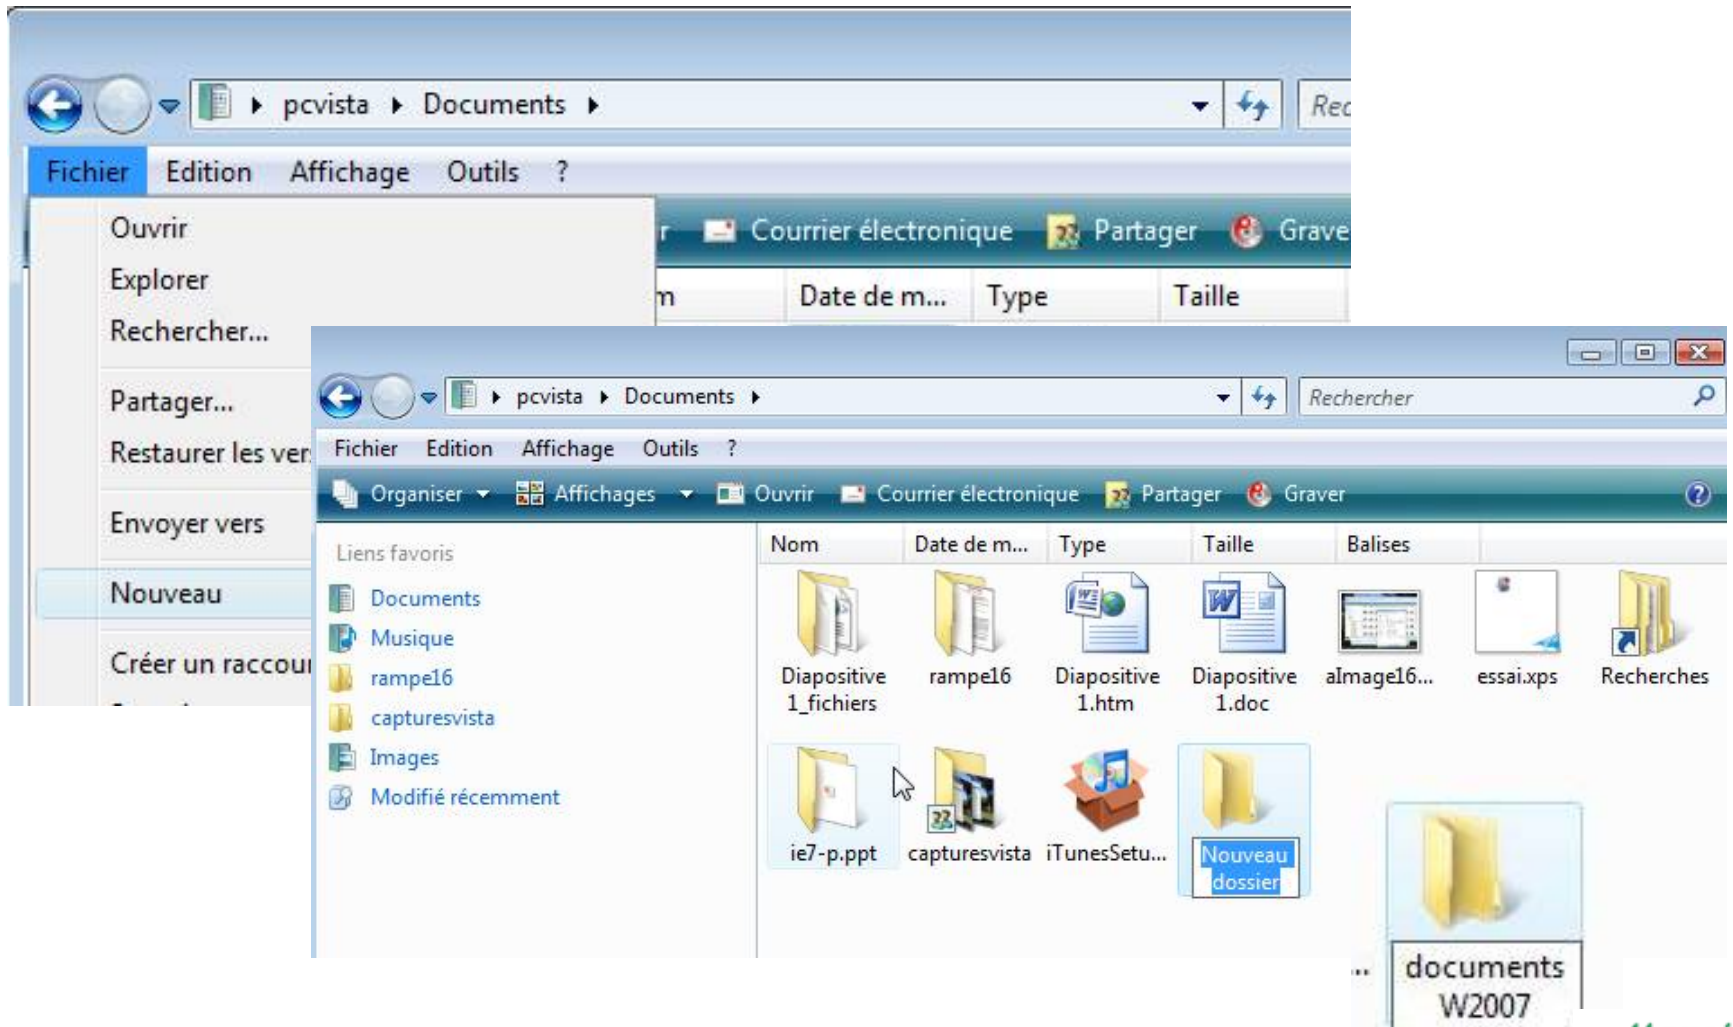 pcvista Documents
Rec
Fichier Edition Affichage Outils ?
Ouvrir
r Courrier électronique Partager Grave
Explorer
m Date de m... Type Taille
Rechercher...
Partager...
Restaurer les ver
Envoyer vers
Nouveau
Créer un raccour
pcvista Documents
Rechercher
Fichier Edition Affichage Outils ?
Organiser Affichages Ouvrir Courrier électronique Partager Graver
Liens favoris
Documents
Musique
rampe16
capturesvista
Images
Modifié récemment
Nom Date de m... Type Taille Balises
Diapositive
1_fichiers
rampe16
Diapositive
1.htm
Diapositive
1.doc
aImage16...
essai.xps
Recherches
ie7-p.ppt
capturesvista
iTunesSetu...
Nouveau
dossier
...
documents
W2007